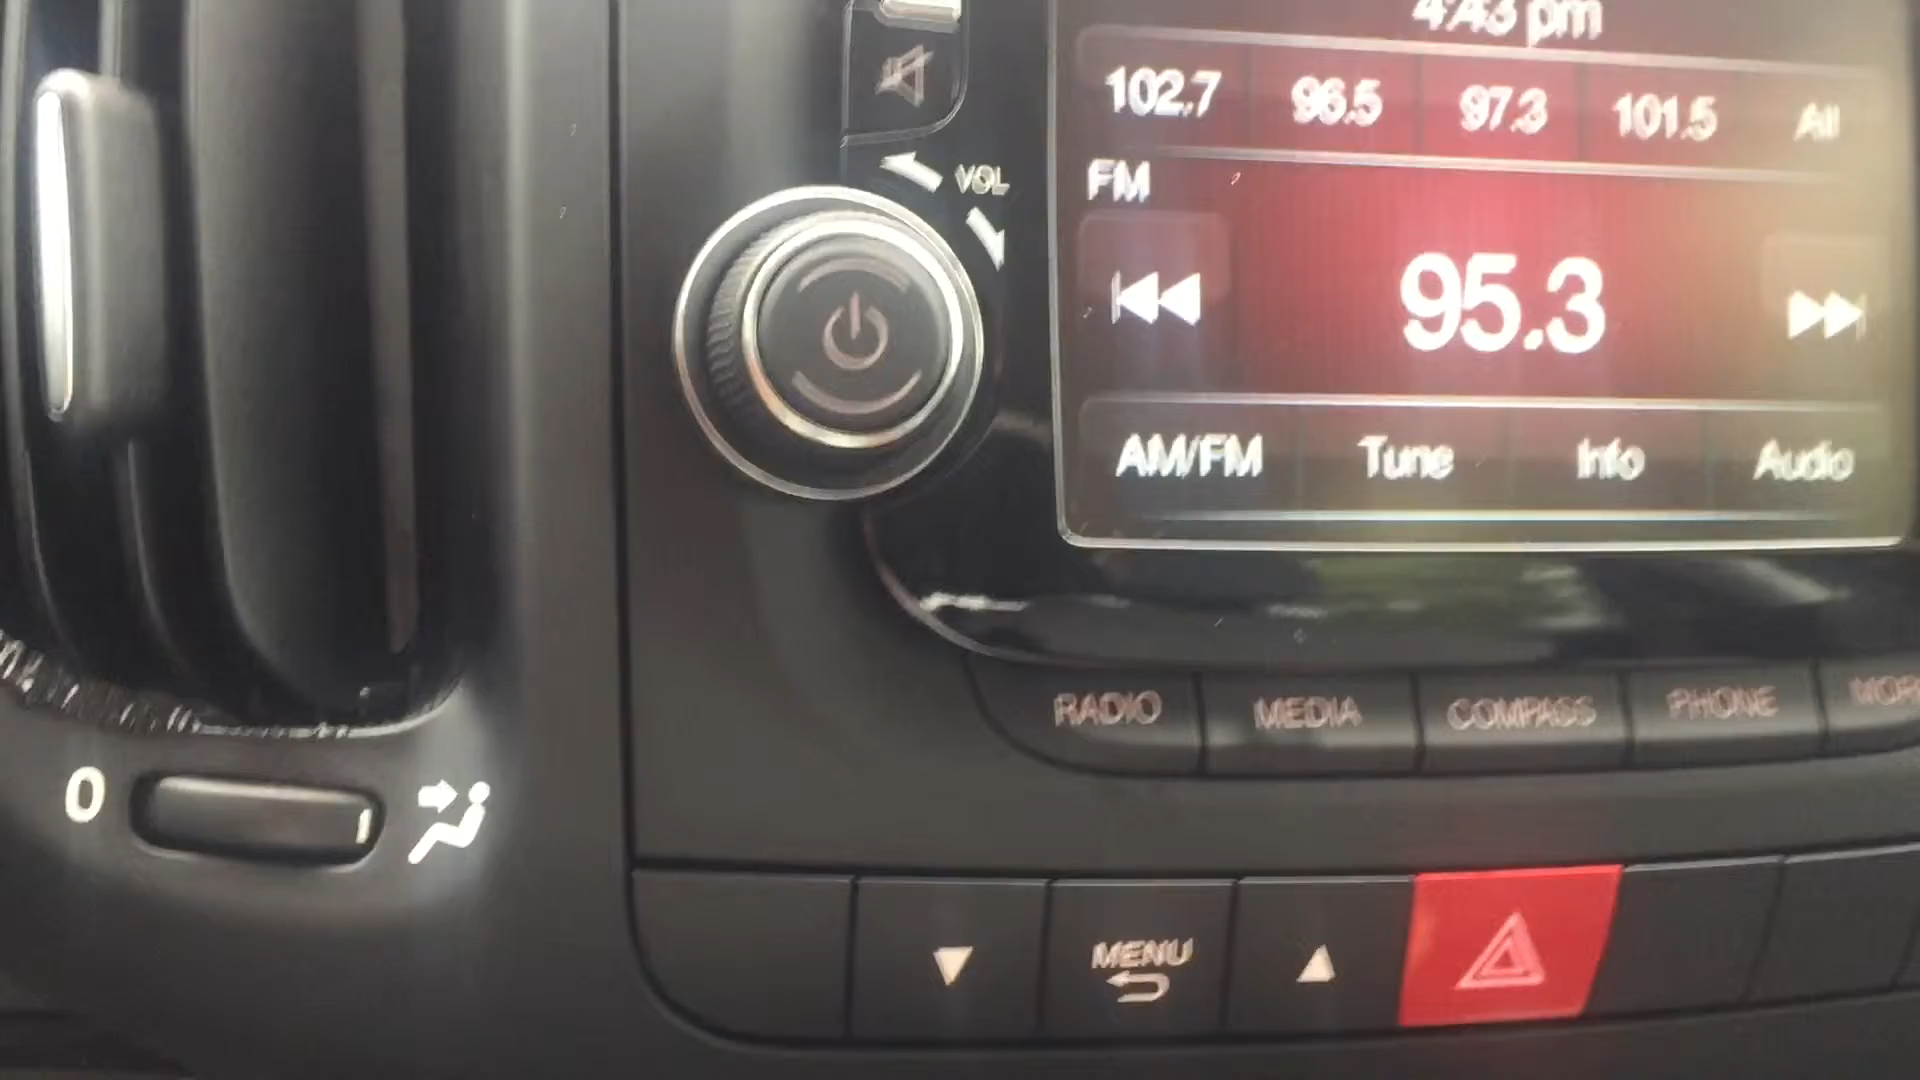 4:43 pm
102.7 96.5 97.3 101.5 All
VOL
FM
95.3
AM/FM Tune Info Audio
RADIO MEDIA COMPASS PHONE MOR
0
MENU